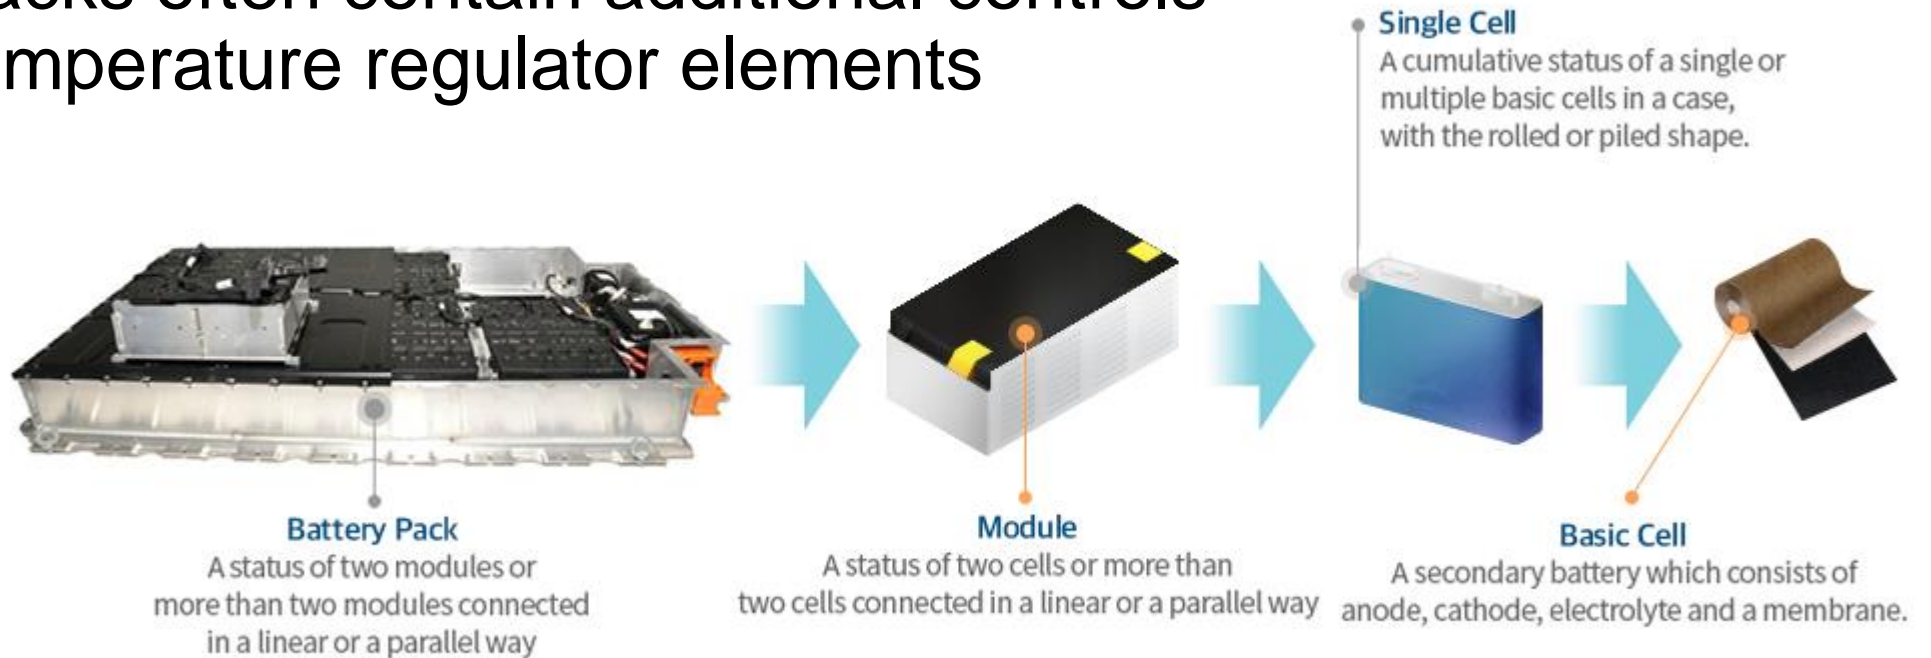 acks often contain additional controls
mperature regulator elements
Single Cell
A cumulative status of a single or
multiple basic cells in a case,
with the rolled or piled shape.
Battery Pack
A status of two modules or
more than two modules connected
in a linear or a parallel way
Module
A status of two cells or more than
two cells connected in a linear or a parallel way
Basic Cell
A secondary battery which consists of
anode, cathode, electrolyte and a membrane.